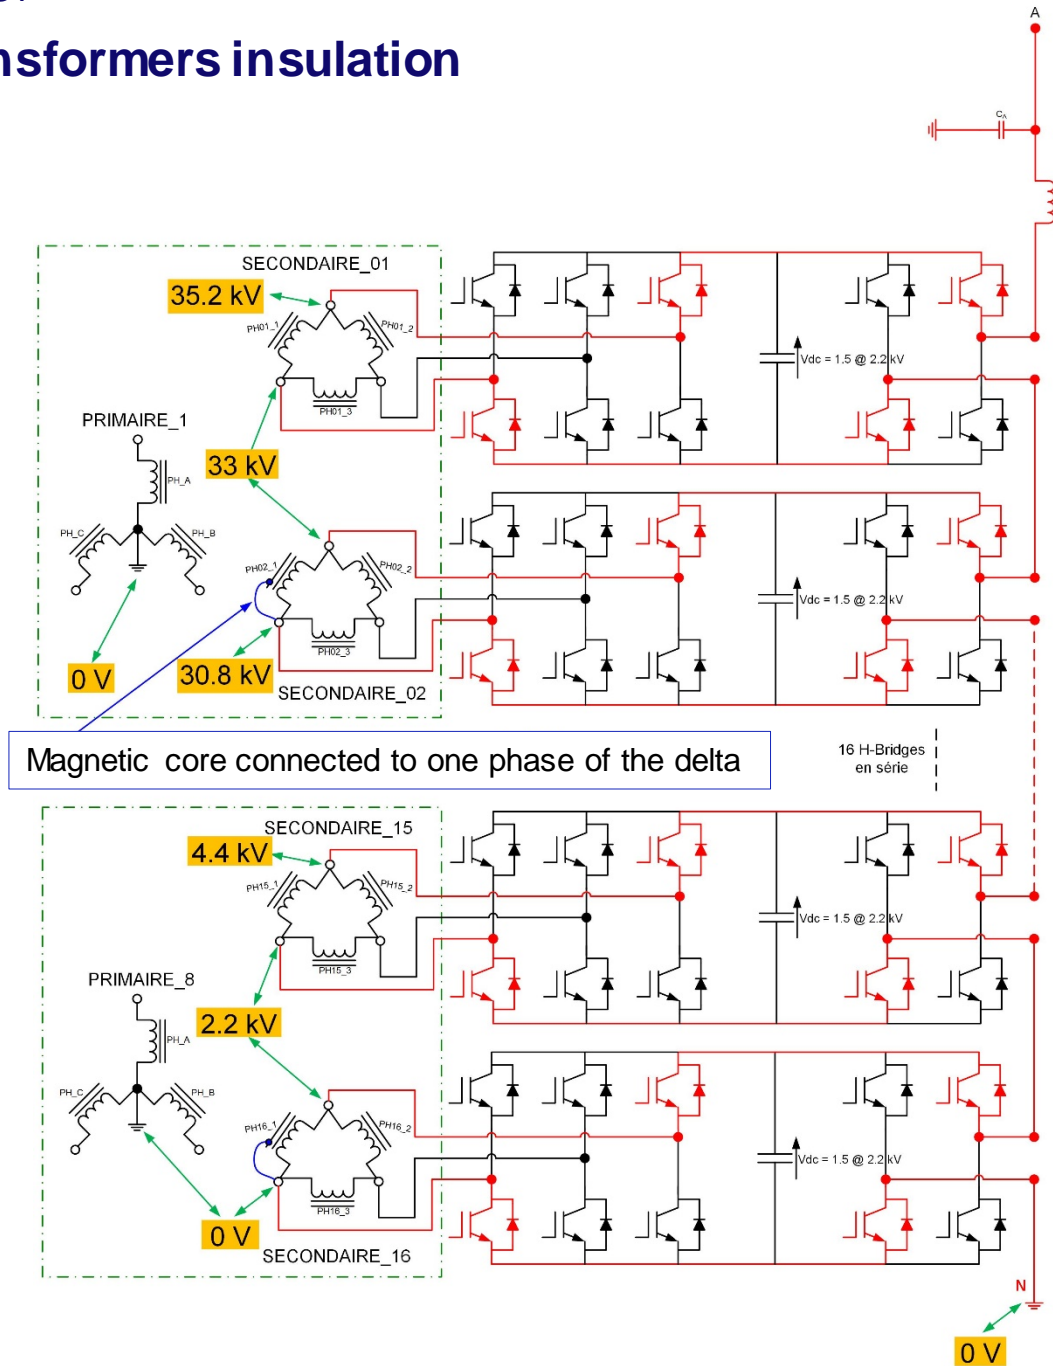 nsformers insulation
A
CA
SECONDAIRE_01
35.2 kV
PH01_1
PH01_2
Vdc = 1.5 @ 2.2 kV
PH01_3
PRIMAIRE_1
33 kV
PH_A
PH_C
PH_B
PH02_1
PH02_2
Vdc = 1.5 @ 2.2 kV
PH02_3
0 V
30.8 kV
SECONDAIRE_02
Magnetic core connected to one phase of the delta
16 H-Bridges
en série
SECONDAIRE_15
4.4 kV
PH15_1
PH15_2
Vdc = 1.5 @ 2.2 kV
PH15_3
PRIMAIRE_8
2.2 kV
PH_A
PH_C
PH_B
PH16_1
PH16_2
Vdc = 1.5 @ 2.2 kV
PH16_3
0 V
SECONDAIRE_16
N
0 V